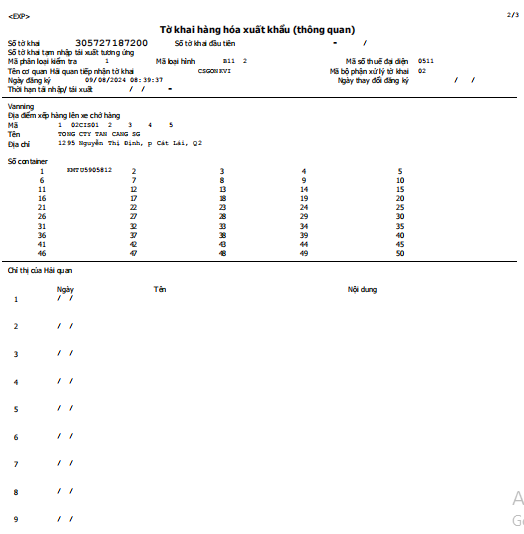 <EXP> 2/3
Tờ khai hàng hóa xuất khẩu (thông quan)
Số tờ khai 305727187200 Số tờ khai đầu tiên - /
Số tờ khai tạm nhập tái xuất tương ứng
Mã phân loại kiểm tra 1 Mã loại hình B11 2 Mã số thuế đại diện 0511
Tên cơ quan Hải quan tiếp nhận tờ khai CSGONKVI Mã bộ phận xử lý tờ khai 02
Ngày đăng ký 09/08/2024 08:39:37 Ngày thay đổi đăng ký / /
Thời hạn tái nhập/ tái xuất / / -
Vanning
Địa điểm xếp hàng lên xe chở hàng
Mã 1 02CIS01 2 3 4 5
Tên TONG CTY TAN CANG SG
Địa chỉ 1295 Nguyễn Thị Định, p Cát Lái, Q2
Số container
1 KMTU5905812 2 3 4 5
6 7 8 9 10
11 12 13 14 15
16 17 18 19 20
21 22 23 24 25
26 27 28 29 30
31 32 33 34 35
36 37 38 39 40
41 42 43 44 45
46 47 48 49 50
Chỉ thị của Hải quan
Ngày Tên Nội dung
1 / /
2 / /
3 / /
4 / /
5 / /
6 / /
7 / /
8 / /
9 / /